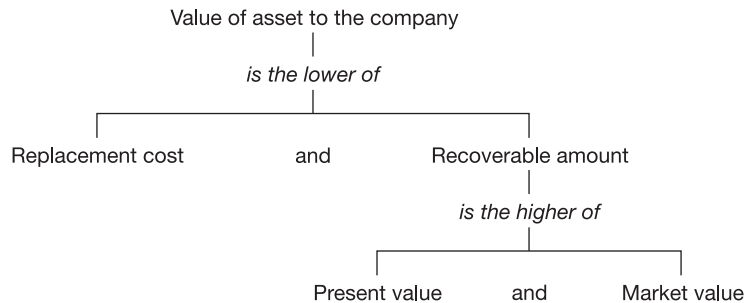 Value of asset to the company
is the lower of
Replacement cost and Recoverable amount
is the higher of
Present value and Market value